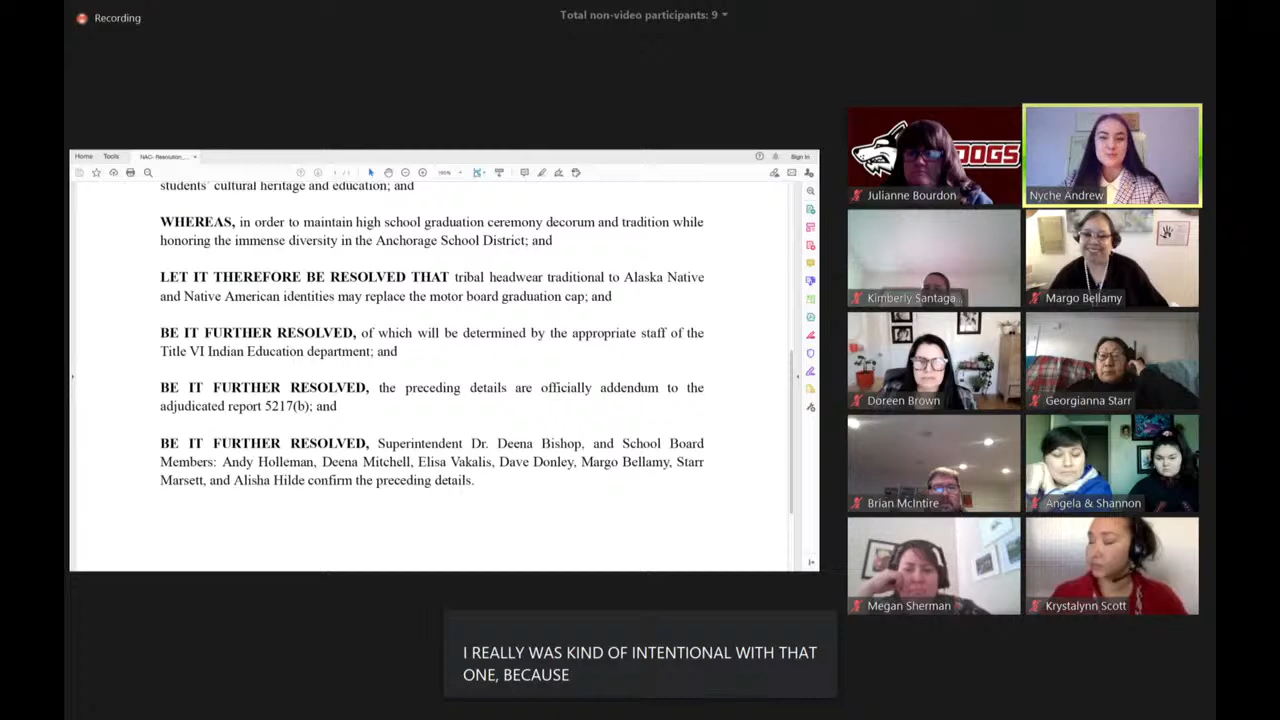 Recording
Total non-video participants: 9
Home Tools NAC- Resolution_... × Sign In
students' cultural heritage and education; and
WHEREAS, in order to maintain high school graduation ceremony decorum and tradition while
honoring the immense diversity in the Anchorage School District; and
LET IT THEREFORE BE RESOLVED THAT tribal headwear traditional to Alaska Native
and Native American identities may replace the motor board graduation cap; and
BE IT FURTHER RESOLVED, of which will be determined by the appropriate staff of the
Title VI Indian Education department; and
BE IT FURTHER RESOLVED, the preceding details are officially addendum to the
adjudicated report 5217(b); and
BE IT FURTHER RESOLVED, Superintendent Dr. Deena Bishop, and School Board
Members: Andy Holleman, Deena Mitchell, Elisa Vakalis, Dave Donley, Margo Bellamy, Starr
Marsett, and Alisha Hilde confirm the preceding details.
DOGS
Julianne Bourdon
Nyche Andrew
Kimberly Santaga...
Margo Bellamy
Doreen Brown
Georgianna Starr
Brian McIntire
Angela & Shannon
Megan Sherman
Krystalynn Scott
I REALLY WAS KIND OF INTENTIONAL WITH THAT
ONE, BECAUSE